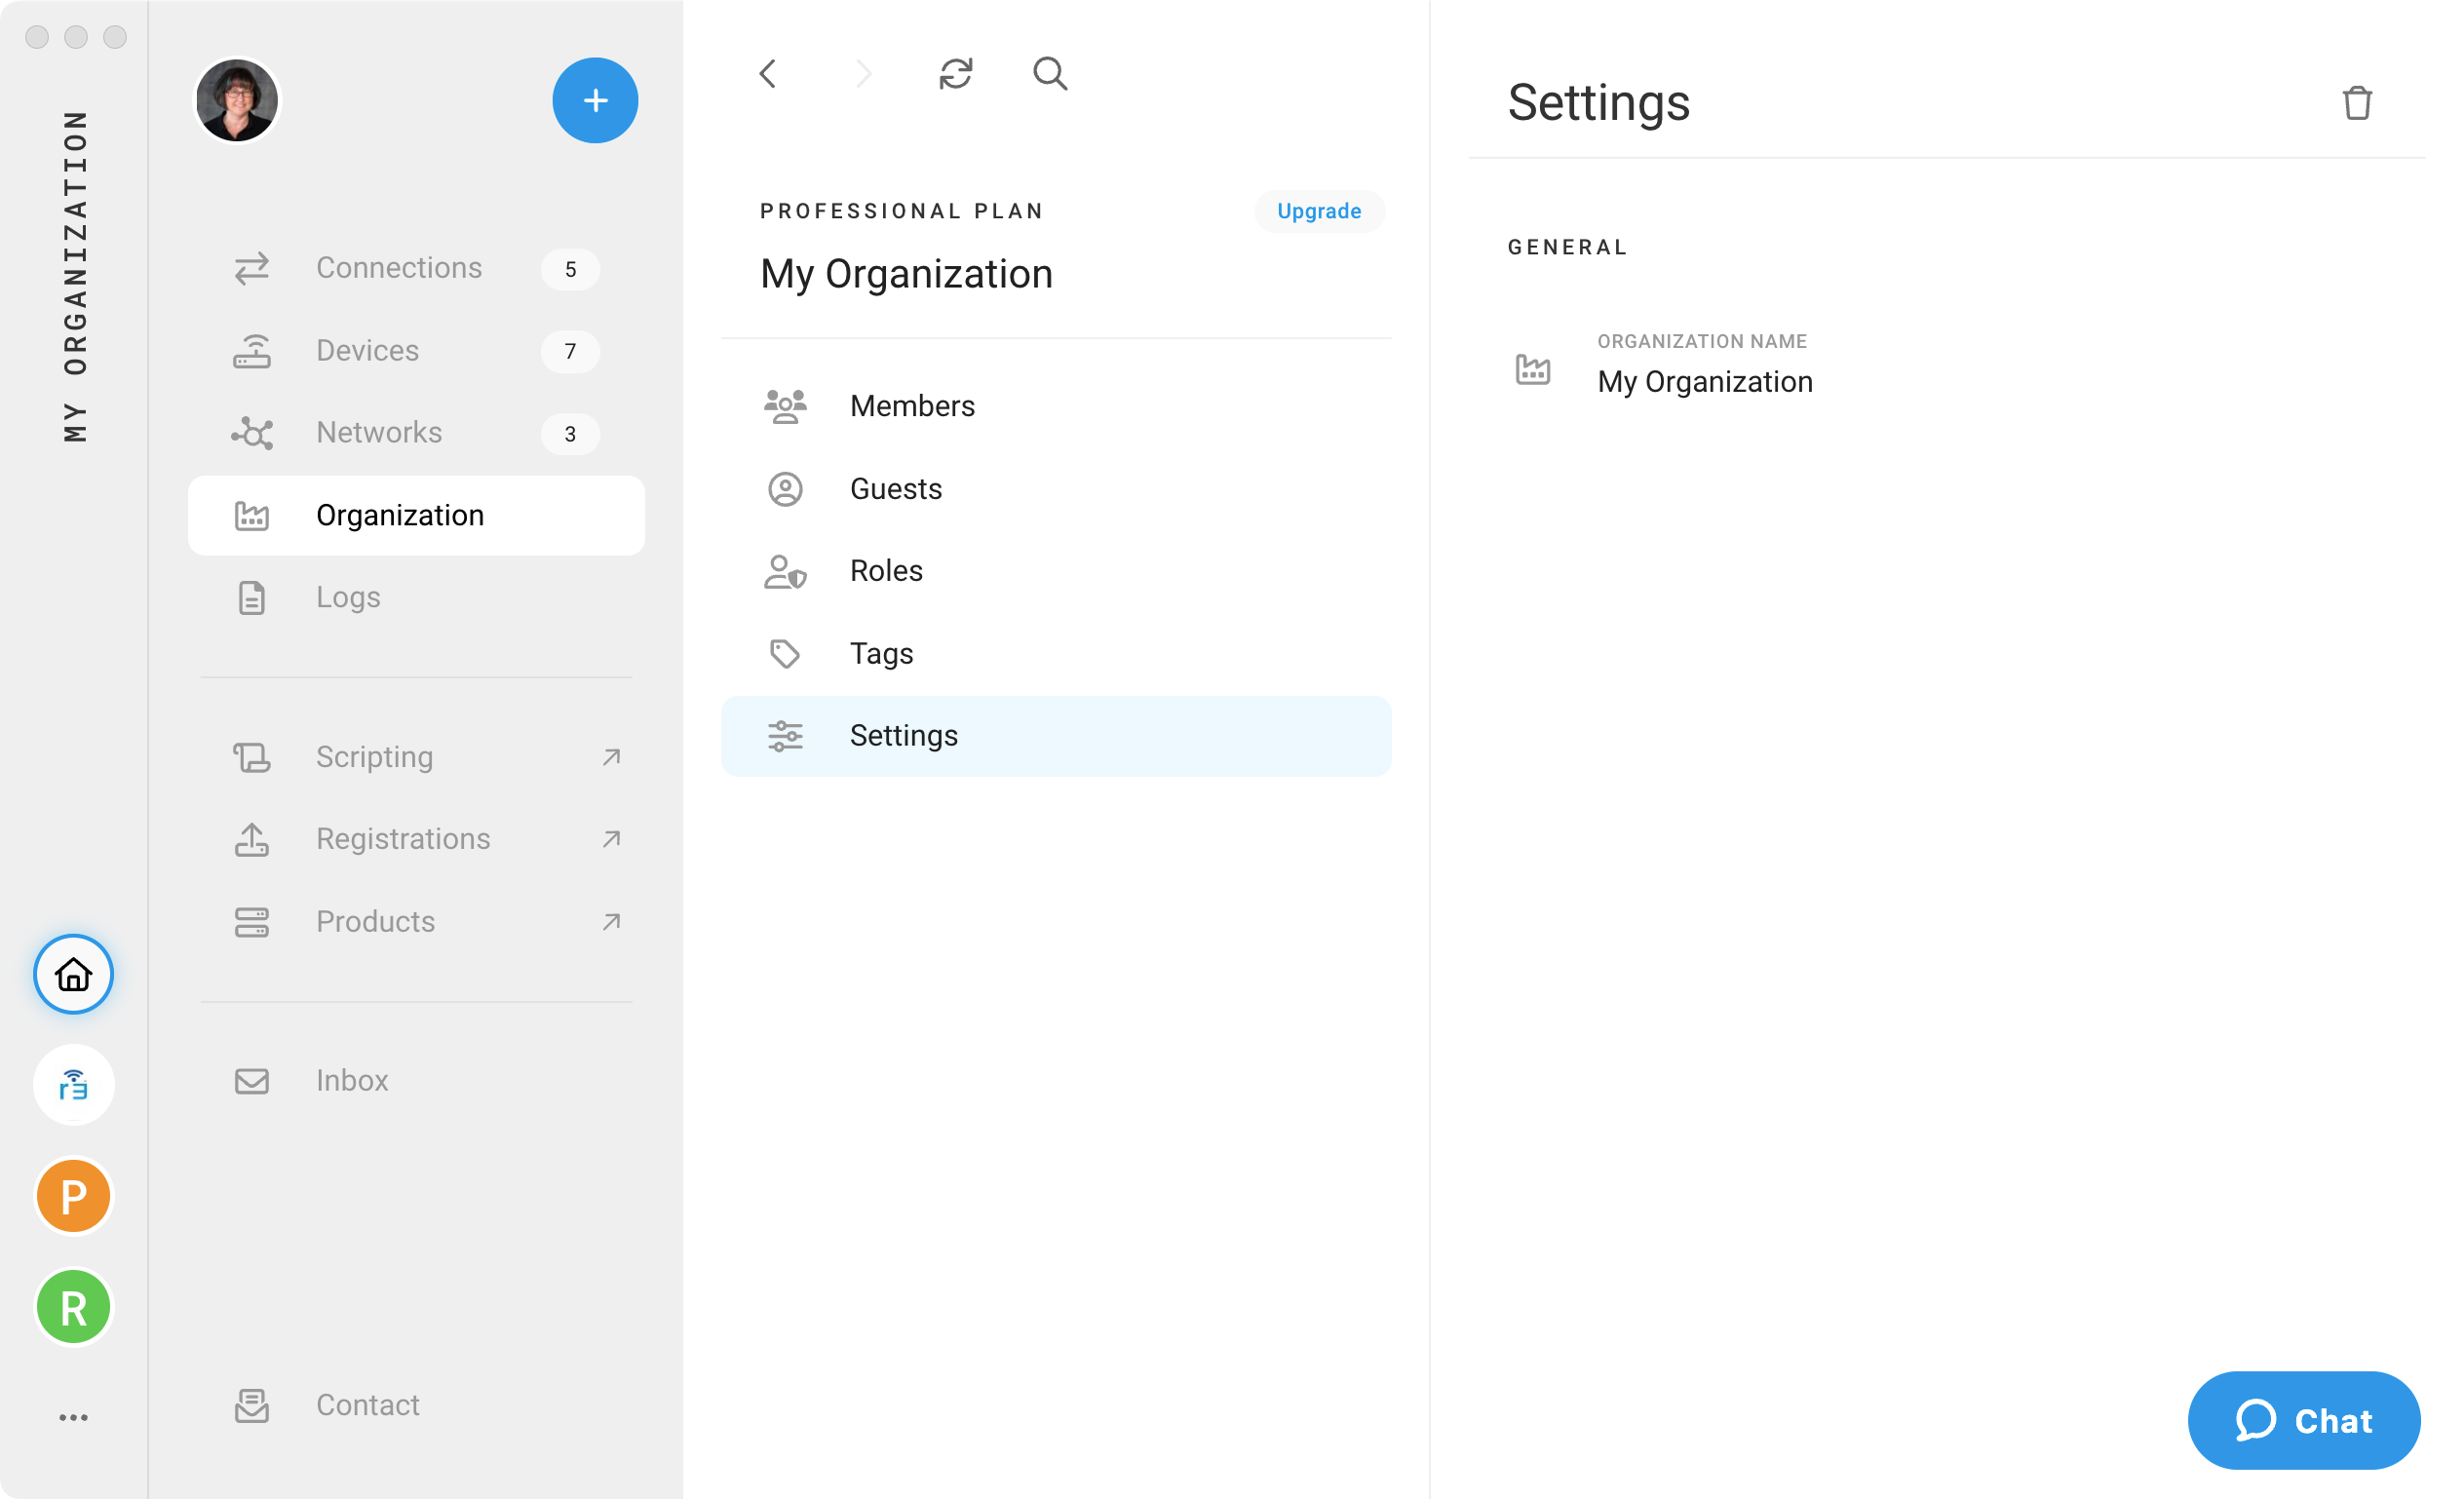 MY ORGANIZATION
Connections 5
Devices 7
Networks 3
Organization
Logs
Scripting
Registrations
Products
Inbox
Contact
P
R
PROFESSIONAL PLAN
Upgrade
My Organization
Members
Guests
Roles
Tags
Settings
Settings
GENERAL
ORGANIZATION NAME
My Organization
Chat